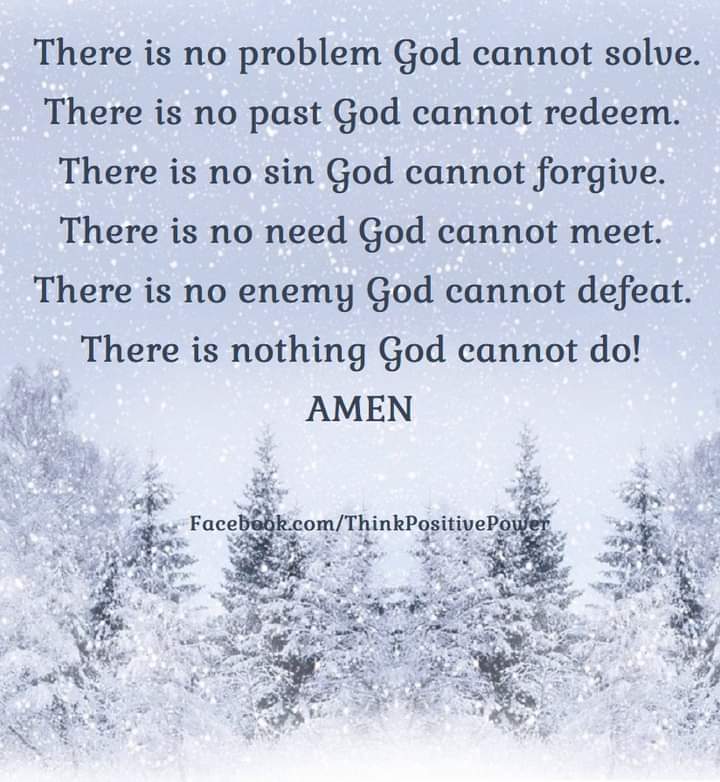 There is no problem God cannot solve.
There is no past God cannot redeem.
There is no sin God cannot forgive.
There is no need God cannot meet.
There is no enemy God cannot defeat.
There is nothing God cannot do!
AMEN
Facebook.com/ThinkPositivePower